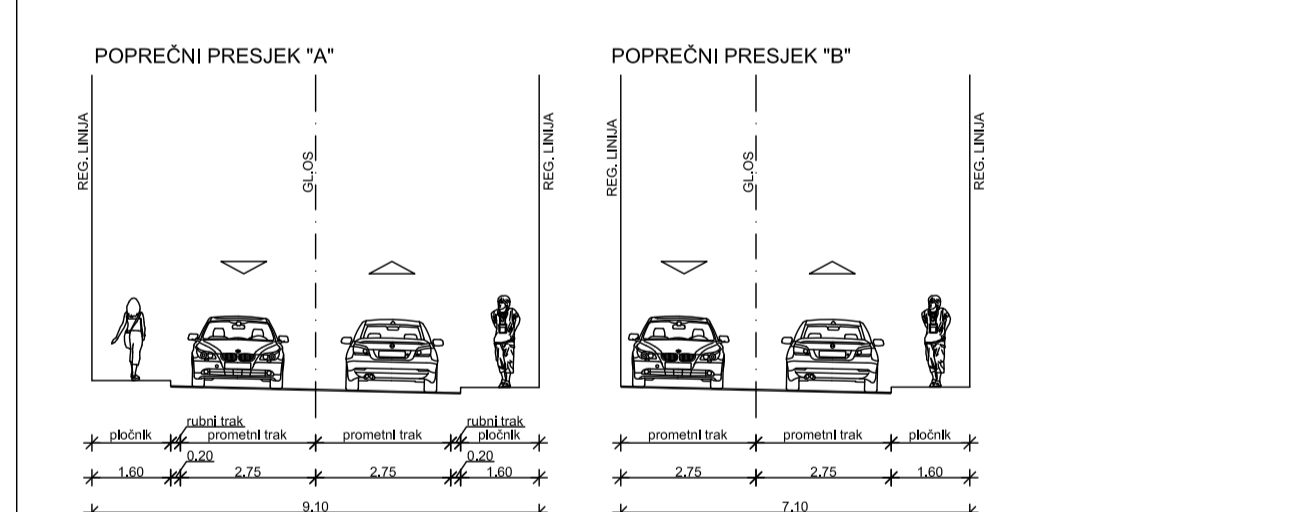 POPREČNI PRESJEK "A"
REG. LINIJA
GL.OS
REG. LINIJA
rubni trak
rubni trak
pločnik
prometni trak
prometni trak
pločnik
0.20
0.20
1.60
2.75
2.75
1.60
9.10
POPREČNI PRESJEK "B"
REG. LINIJA
GL.OS
REG. LINIJA
prometni trak
prometni trak
pločnik
2.75
2.75
1.60
7.10